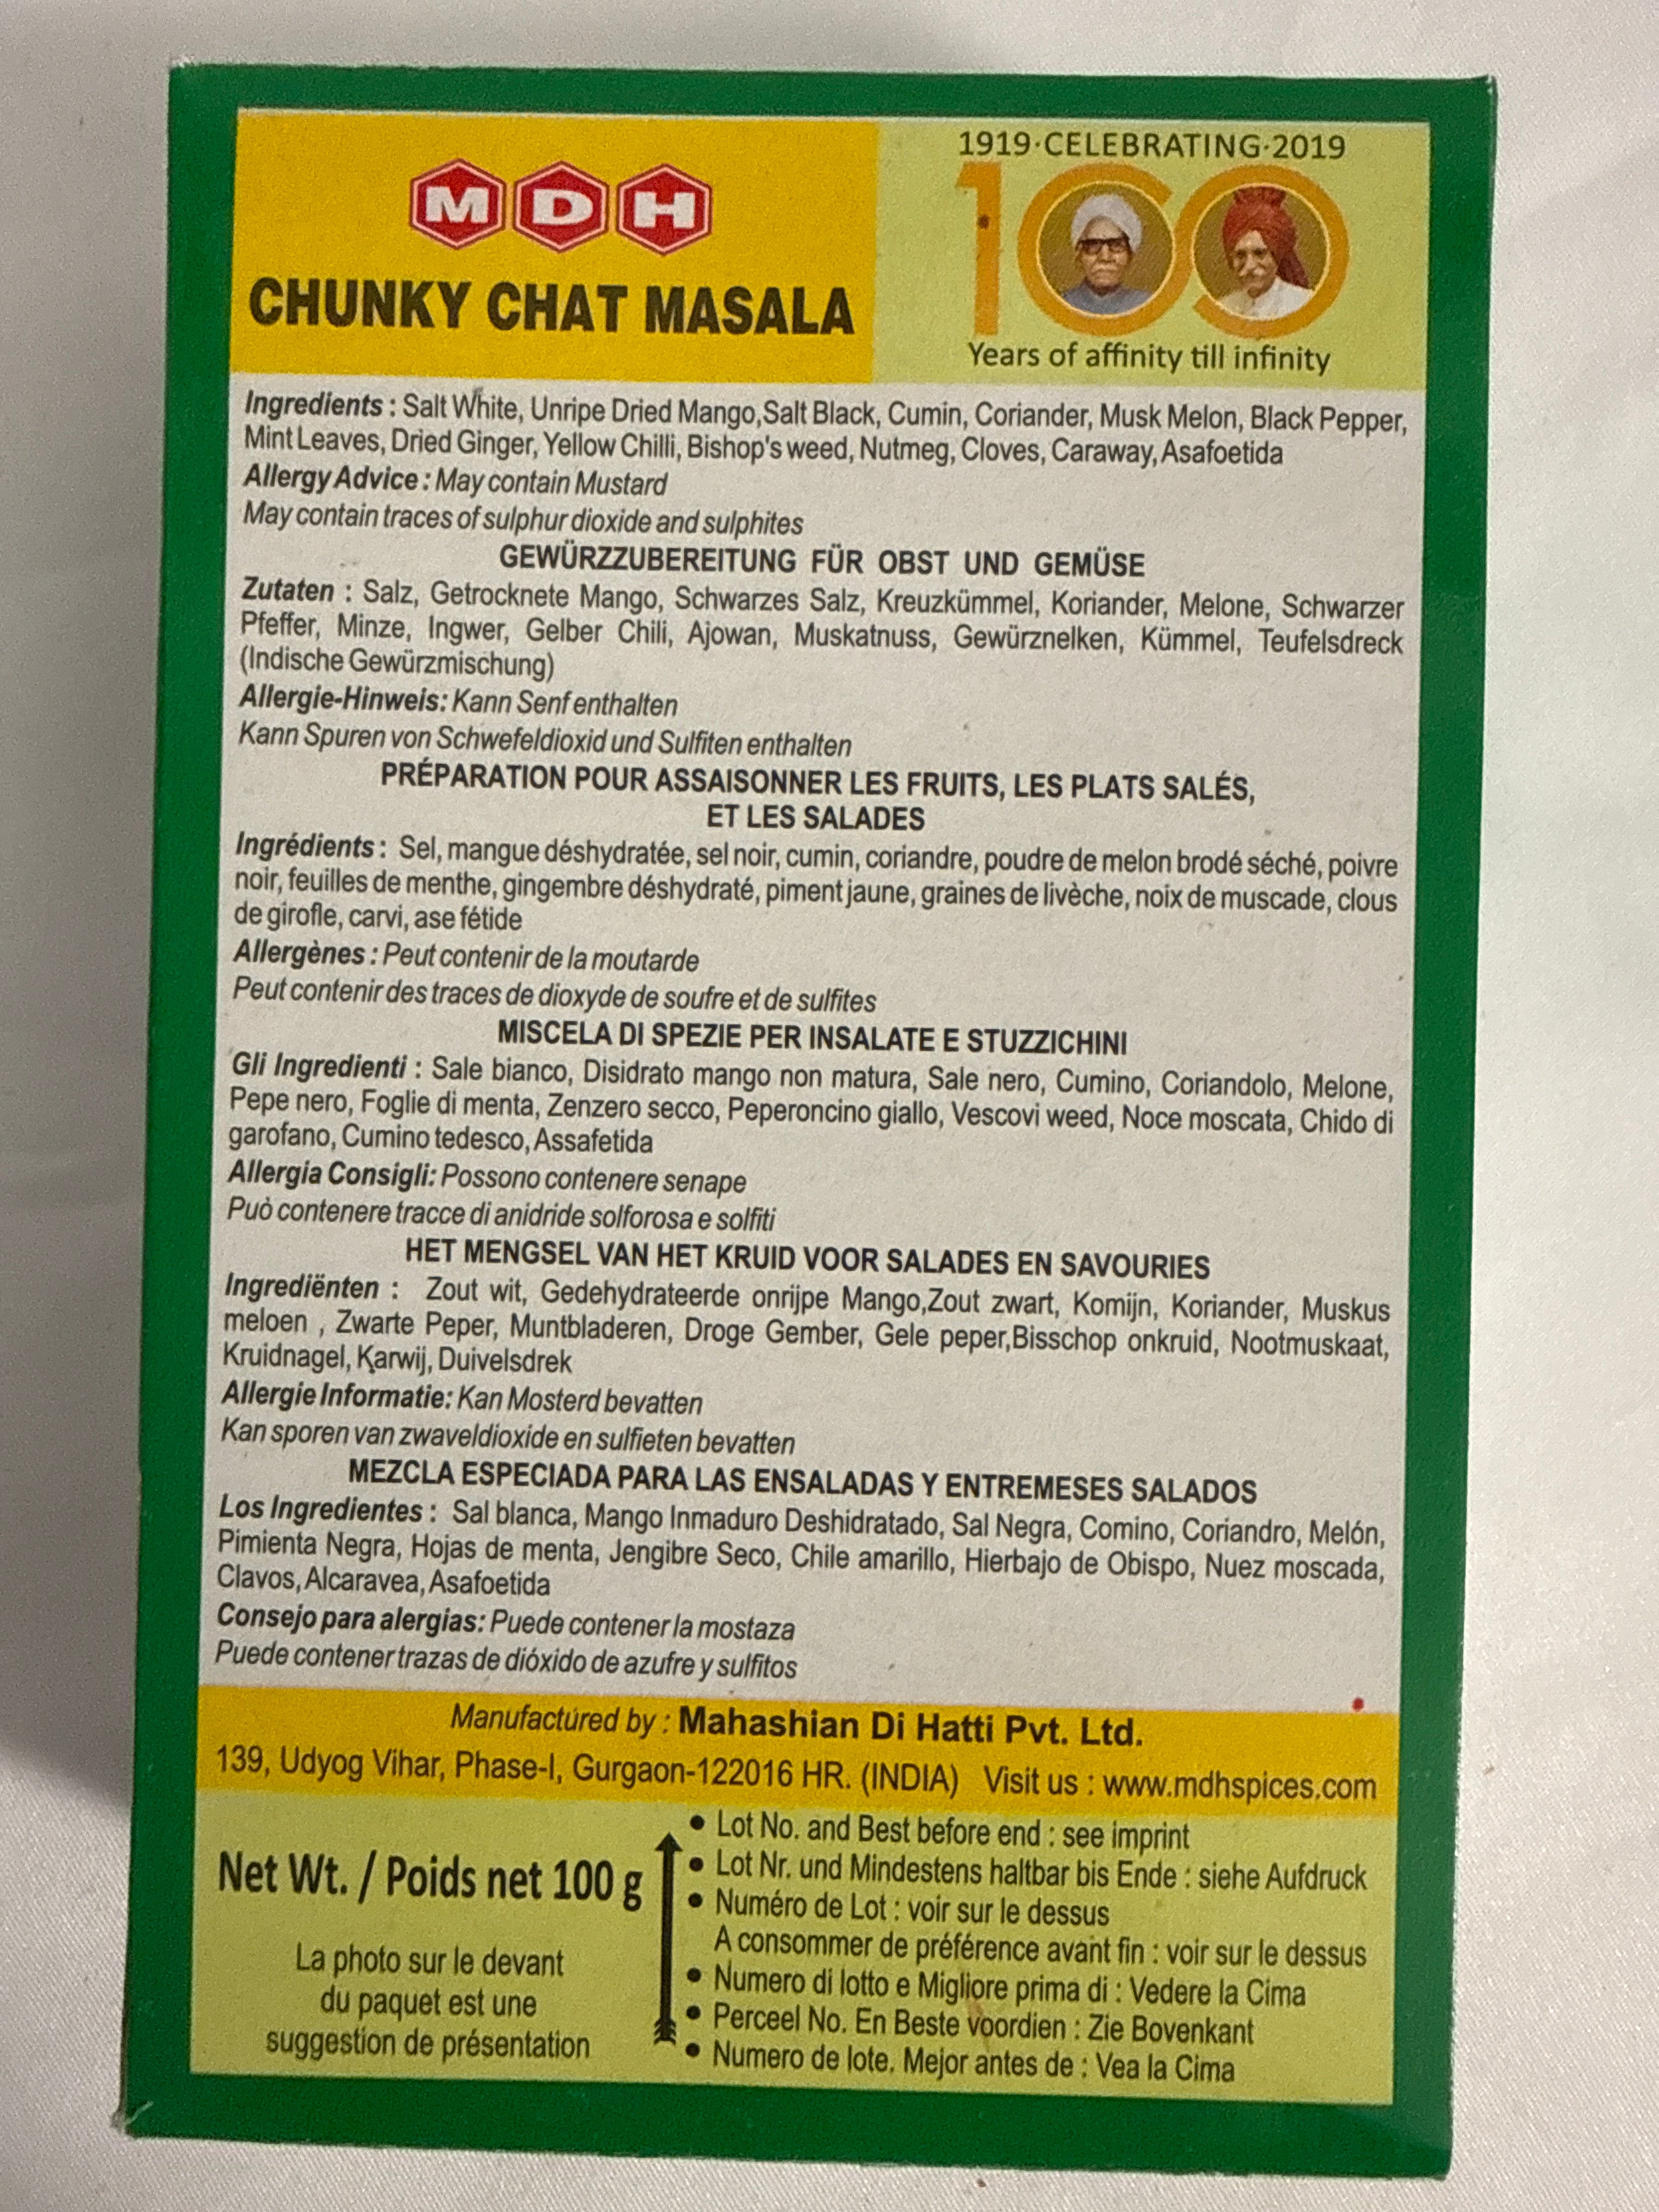 MDH
CHUNKY CHAT MASALA
1919·CELEBRATING·2019
100
Years of affinity till infinity
Ingredients : Salt White, Unripe Dried Mango,Salt Black, Cumin, Coriander, Musk Melon, Black Pepper,
Mint Leaves, Dried Ginger, Yellow Chilli, Bishop's weed, Nutmeg, Cloves, Caraway, Asafoetida
Allergy Advice : May contain Mustard
May contain traces of sulphur dioxide and sulphites
GEWÜRZZUBEREITUNG FÜR OBST UND GEMÜSE
Zutaten : Salz, Getrocknete Mango, Schwarzes Salz, Kreuzkümmel, Koriander, Melone, Schwarzer
Pfeffer, Minze, Ingwer, Gelber Chili, Ajowan, Muskatnuss, Gewürznelken, Kümmel, Teufelsdreck
(Indische Gewürzmischung)
Allergie-Hinweis: Kann Senf enthalten
Kann Spuren von Schwefeldioxid und Sulfiten enthalten
PRÉPARATION POUR ASSAISONNER LES FRUITS, LES PLATS SALÉS,
ET LES SALADES
Ingrédients : Sel, mangue déshydratée, sel noir, cumin, coriandre, poudre de melon brodé séché, poivre
noir, feuilles de menthe, gingembre déshydraté, piment jaune, graines de livèche, noix de muscade, clous
de girofle, carvi, ase fétide
Allergènes : Peut contenir de la moutarde
Peut contenir des traces de dioxyde de soufre et de sulfites
MISCELA DI SPEZIE PER INSALATE E STUZZICHINI
Gli Ingredienti : Sale bianco, Disidrato mango non matura, Sale nero, Cumino, Coriandolo, Melone,
Pepe nero, Foglie di menta, Zenzero secco, Peperoncino giallo, Vescovi weed, Noce moscata, Chido di
garofano, Cumino tedesco, Assafetida
Allergia Consigli: Possono contenere senape
Può contenere tracce di anidride solforosa e solfiti
HET MENGSEL VAN HET KRUID VOOR SALADES EN SAVOURIES
Ingrediënten : Zout wit, Gedehydrateerde onrijpe Mango,Zout zwart, Komijn, Koriander, Muskus
meloen , Zwarte Peper, Muntbladeren, Droge Gember, Gele peper,Bisschop onkruid, Nootmuskaat,
Kruidnagel, Karwij, Duivelsdrek
Allergie Informatie: Kan Mosterd bevatten
Kan sporen van zwaveldioxide en sulfieten bevatten
MEZCLA ESPECIADA PARA LAS ENSALADAS Y ENTREMESES SALADOS
Los Ingredientes : Sal blanca, Mango Inmaduro Deshidratado, Sal Negra, Comino, Coriandro, Melón,
Pimienta Negra, Hojas de menta, Jengibre Seco, Chile amarillo, Hierbajo de Obispo, Nuez moscada,
Clavos, Alcaravea, Asafoetida
Consejo para alergias: Puede contener la mostaza
Puede contener trazas de dióxido de azufre y sulfitos
Manufactured by : Mahashian Di Hatti Pvt. Ltd.
139, Udyog Vihar, Phase-I, Gurgaon-122016 HR. (INDIA) Visit us : www.mdhspices.com
Net Wt. / Poids net 100 g
La photo sur le devant
du paquet est une
suggestion de présentation
• Lot No. and Best before end : see imprint
• Lot Nr. und Mindestens haltbar bis Ende : siehe Aufdruck
• Numéro de Lot : voir sur le dessus
A consommer de préférence avant fin : voir sur le dessus
• Numero di lotto e Migliore prima di : Vedere la Cima
• Perceel No. En Beste voordien : Zie Bovenkant
• Numero de lote. Mejor antes de : Vea la Cima